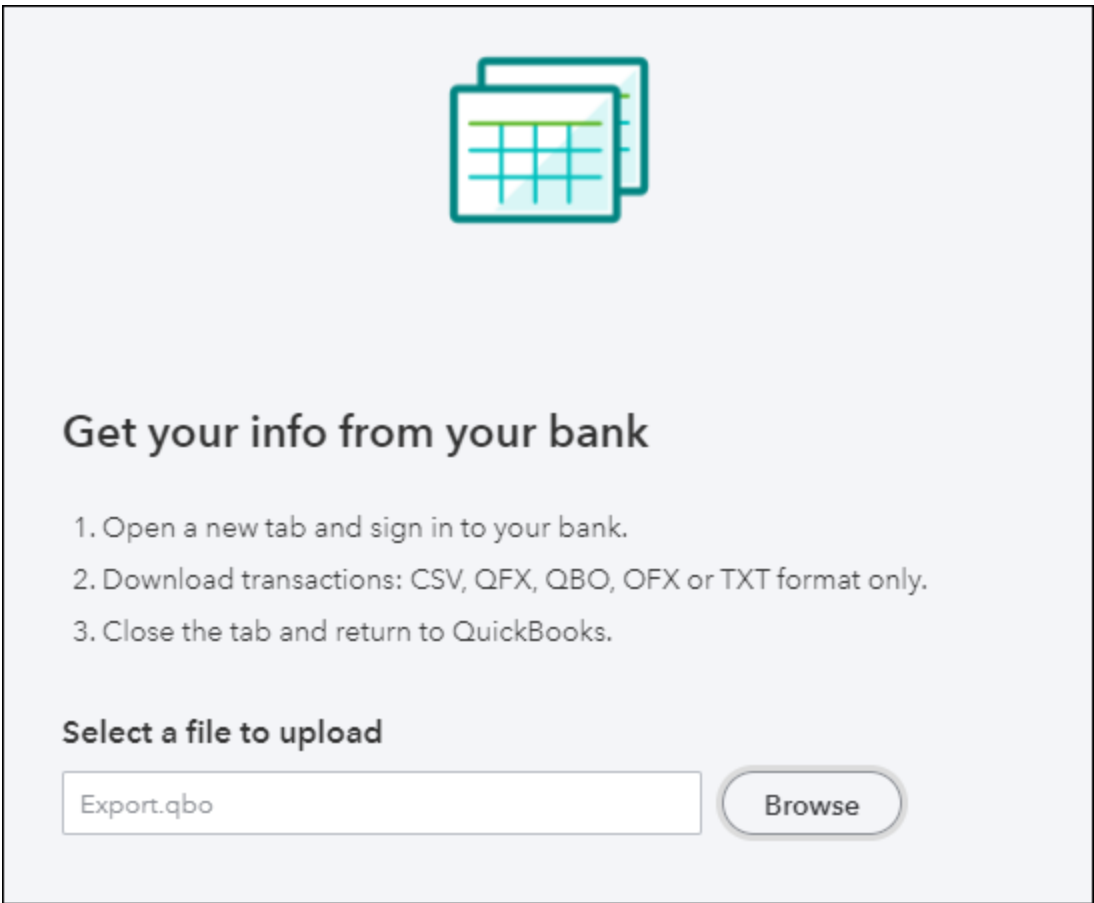 Get your info from your bank
1. Open a new tab and sign in to your bank.
2. Download transactions: CSV, QFX, QBO, OFX or TXT format only.
3. Close the tab and return to QuickBooks.
Select a file to upload
Export.qbo
Browse